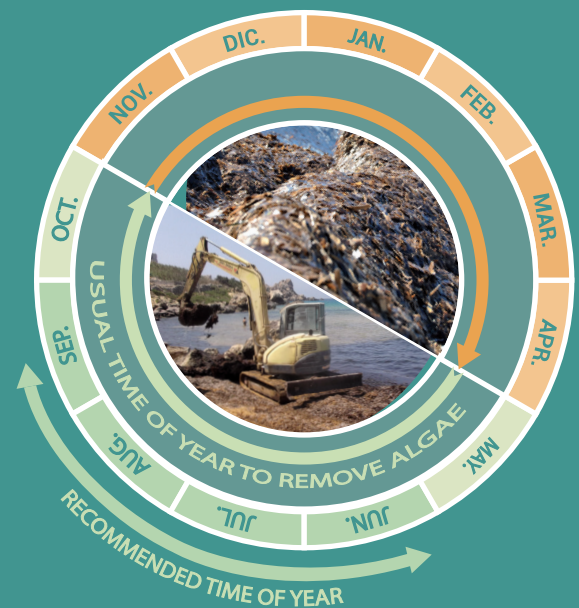 JAN.
FEB.
MAR.
APR.
MAY.
JUN.
JUL.
AUG.
SEP.
OCT.
NOV.
DIC.
USUAL TIME OF YEAR TO REMOVE ALGAE
RECOMMENDED TIME OF YEAR